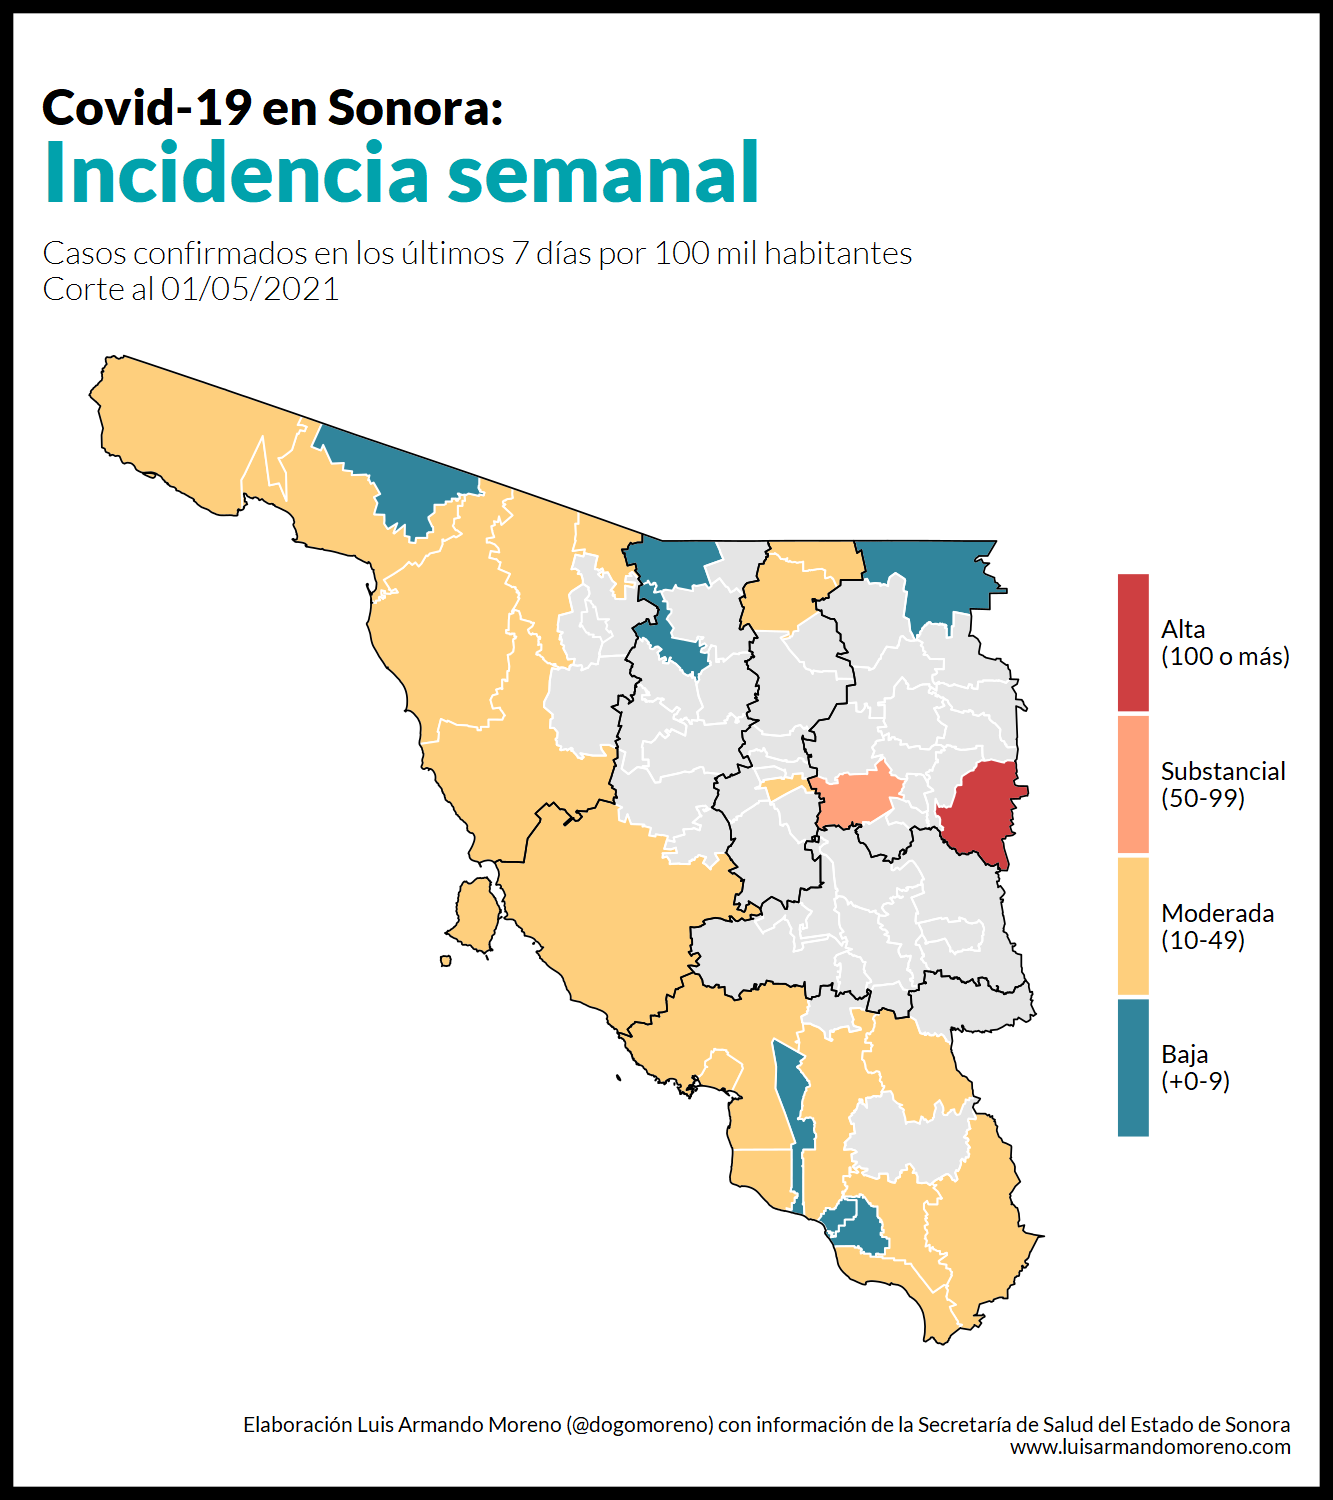 Covid-19 en Sonora:
Incidencia semanal
Casos confirmados en los últimos 7 días por 100 mil habitantes
Corte al 01/05/2021
Alta
(100 o más)
Substancial
(50-99)
Moderada
(10-49)
Baja
(+0-9)
Elaboración Luis Armando Moreno (@dogomoreno) con información de la Secretaría de Salud del Estado de Sonora
www.luisarmandomoreno.com